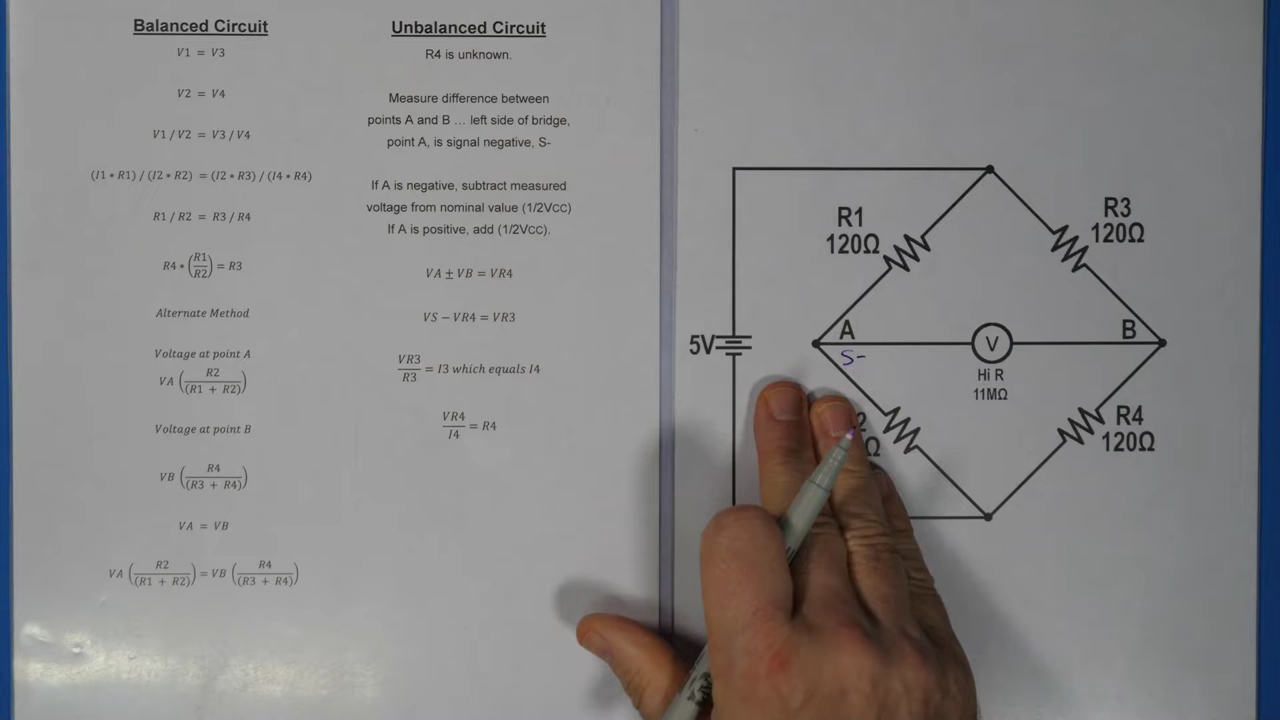 Balanced Circuit
V1 = V3
V2 = V4
V1 / V2 = V3 / V4
(I1 * R1) / (I2 * R2) = (I2 * R3) / (I4 * R4)
R1 / R2 = R3 / R4
R4 * (R1/R2) = R3
Alternate Method
Voltage at point A
VA (R2/(R1 + R2))
Voltage at point B
VB (R4/(R3 + R4))
VA = VB
VA (R2/(R1 + R2)) = VB (R4/(R3 + R4))
Unbalanced Circuit
R4 is unknown.
Measure difference between
points A and B ... left side of bridge,
point A, is signal negative, S-
If A is negative, subtract measured
voltage from nominal value (1/2VCC)
If A is positive, add (1/2VCC).
VA ± VB = VR4
VS − VR4 = VR3
VR3/R3 = I3 which equals I4
VR4/I4 = R4
R1
120Ω
R3
120Ω
5V
A
S-
V
B
Hi R
11MΩ
2
Ω
R4
120Ω